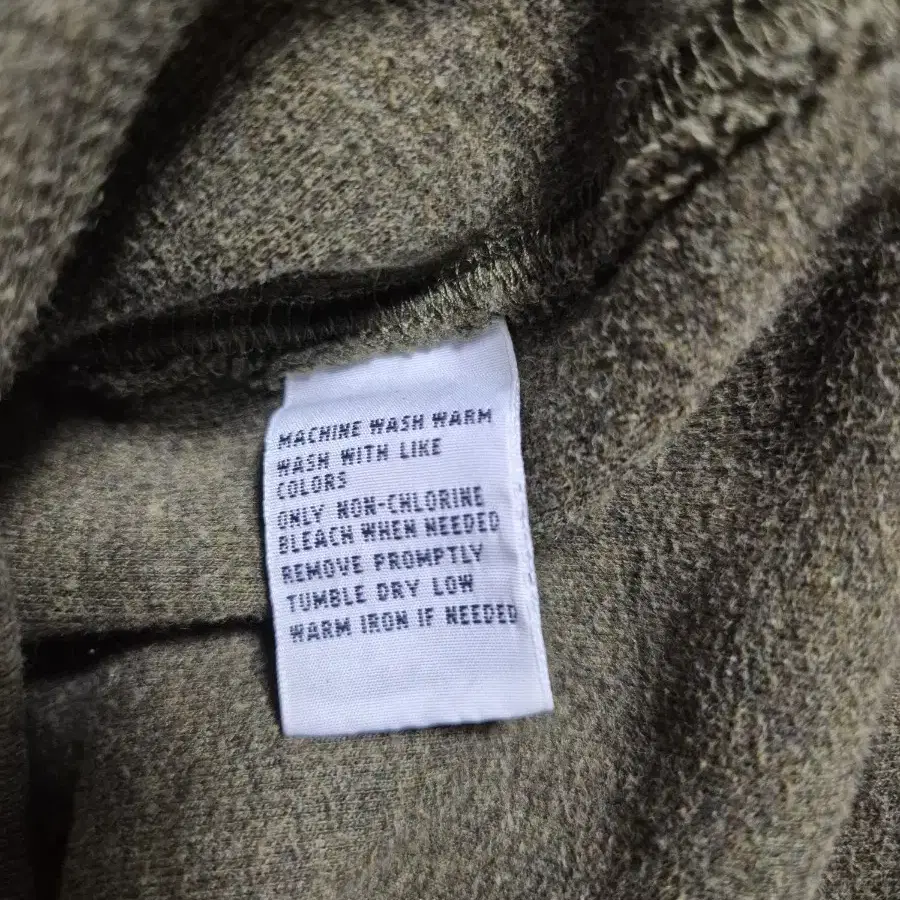 MACHINE WASH WARM
WASH WITH LIKE
COLORS
ONLY NON-CHLORINE
BLEACH WHEN NEEDED
REMOVE PROMPTLY
TUMBLE DRY LOW
WARM IRON IF NEEDED